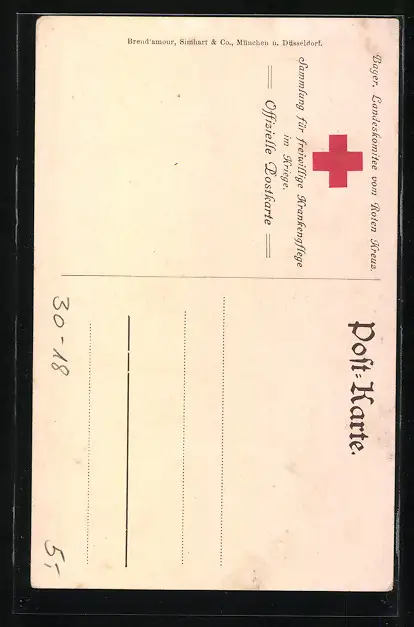 Bayer. Landeskomitee vom Roten Kreuz.
Sammlung für freiwillige Krankenpflege
im Kriege.
Offizielle Postkarte
Brend'amour, Simhart & Co., München u. Düsseldorf.
Post=Karte.
30-18
5,-